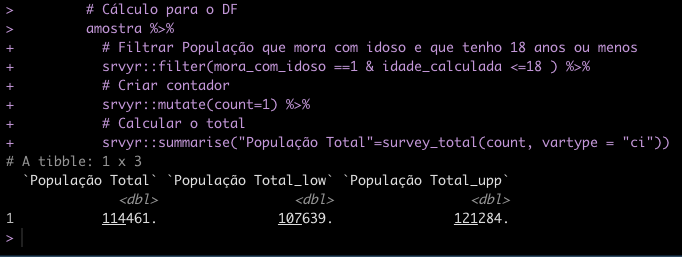 >        # Cálculo para o DF
>        amostra %>%
+          # Filtrar População que mora com idoso e que tenho 18 anos ou menos
+          srvyr::filter(mora_com_idoso ==1 & idade_calculada <=18 ) %>%
+          # Criar contador
+          srvyr::mutate(count=1) %>%
+          # Calcular o total
+          srvyr::summarise("População Total"=survey_total(count, vartype = "ci"))
# A tibble: 1 x 3
  `População Total` `População Total_low` `População Total_upp`
              <dbl>                 <dbl>                 <dbl>
1           114461.               107639.               121284.
>